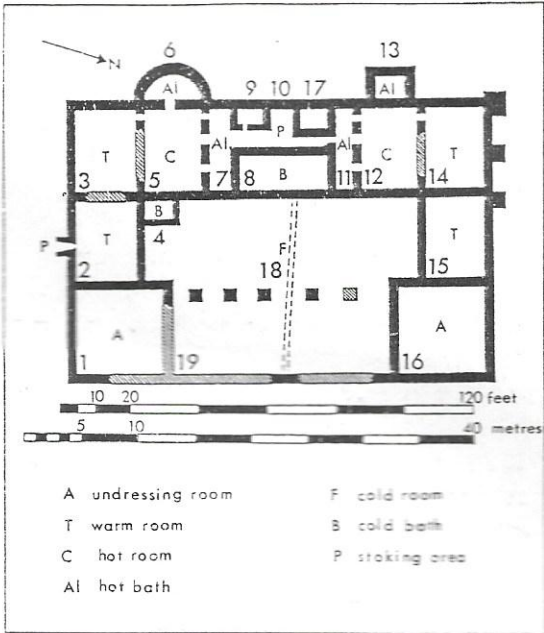 6 13
N
9 10 17
Al Al
P
T C Al Al C T
3 5 7 8 B 11 12 14
B
P T 4 F T
2 18 15
A A
1 19 16
10 20 120 feet
5 10 40 metres
A undressing room
T warm room
C hot room
Al hot bath
F cold room
B cold bath
P stoking area